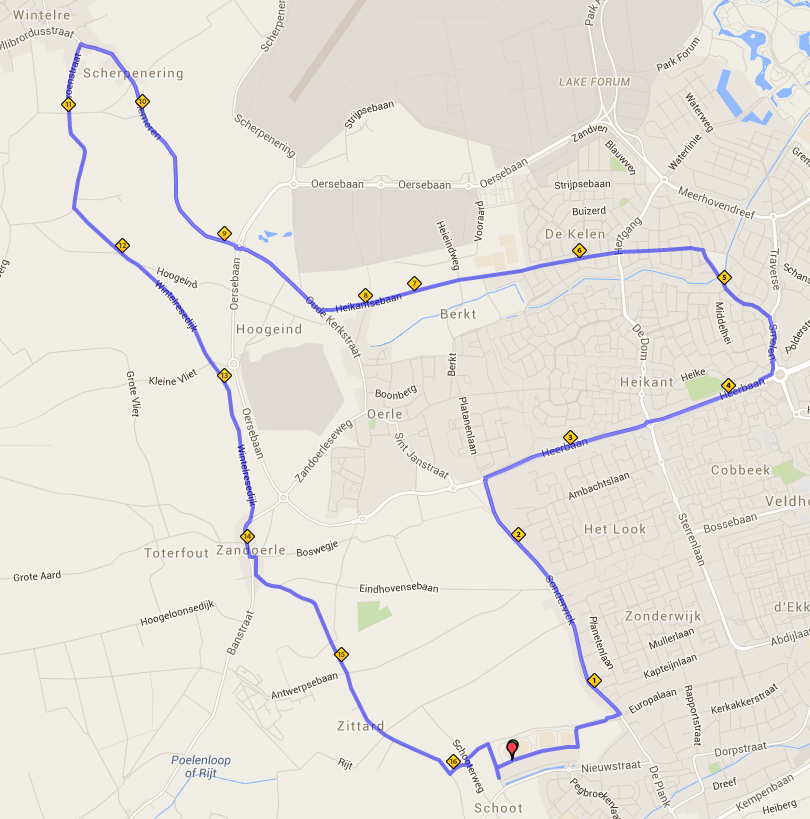 Wintelre
Scherpenering
Park Forum
LAKE FORUM
Scherpenering
10
11
Strijpsebaan
Scherpenering
Zandven
Waterweg
Waterlinie
Blauwven
Oersebaan
Oersebaan
Oersebaan
Strijpsebaan
Meerhovendreef
Buizerd
Vooraard
De Kelen
Hertgang
Heieindweg
9
12
6
5
7
8
Traverse
Hoogeind
Oersebaan
Heikantsebaan
Berkt
Oude Kerkstraat
Middelhei
Smelen
Wintelresedijk
Hoogeind
De Dom
Berkt
Kleine Vliet
13
Grote Vliet
Heikant
Heike
4
Heerbaan
Boonberg
Oerle
Platanenlaan
Oersebaan
Zandoerleseweg
Sint Janstraat
3
Heerbaan
Wintelresedijk
Ambachtslaan
Cobbeek
Het Look
Sterrenlaan
Bossebaan
2
14
Toterfout
Zandoerle
Boswegje
Grote Aard
Eindhovensebaan
Sondervick
Hoogeloonsedijk
Banstraat
Planetenlaan
Zonderwijk
Mullerlaan
Kapteijnlaan
15
1
Antwerpsebaan
Europalaan
Rapportstraat
Kerkakkerstraat
Zittard
Schooterweg
16
Poelenloop
of Rijt
Rijt
Dorpstraat
Nieuwstraat
De Plank
Dreef
Schoot
Kempenbaan
Heiberg